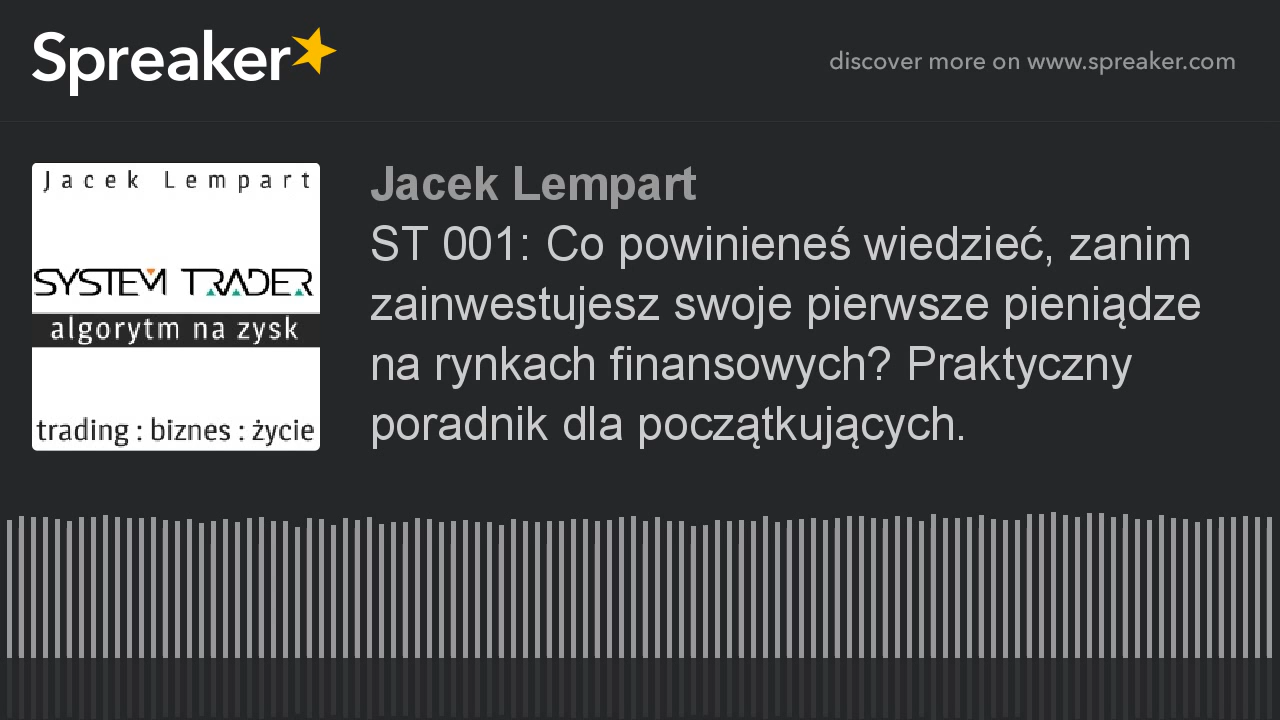 Spreaker
discover more on www.spreaker.com
Jacek Lempart
SYSTEM TRADER
algorytm na zysk
trading : biznes : życie
Jacek Lempart
ST 001: Co powinieneś wiedzieć, zanim
zainwestujesz swoje pierwsze pieniądze
na rynkach finansowych? Praktyczny
poradnik dla początkujących.